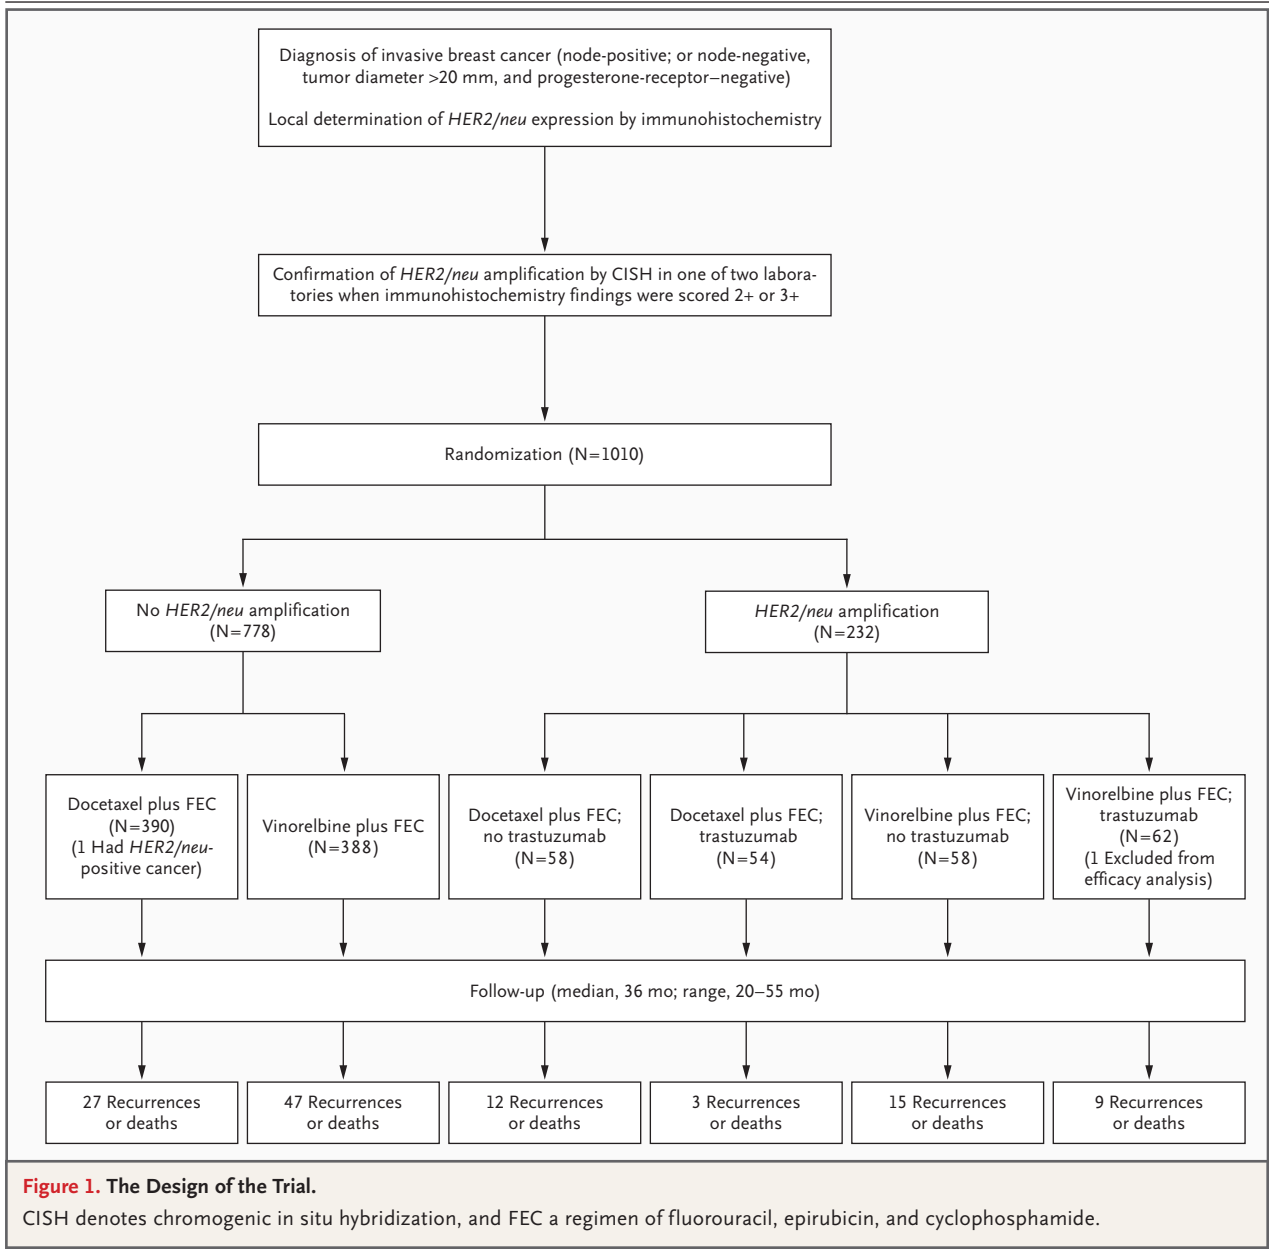 Diagnosis of invasive breast cancer (node-positive; or node-negative,
tumor diameter >20 mm, and progesterone-receptor–negative)
Local determination of HER2/neu expression by immunohistochemistry
Confirmation of HER2/neu amplification by CISH in one of two labora-
tories when immunohistochemistry findings were scored 2+ or 3+
Randomization (N=1010)
No HER2/neu amplification
(N=778)
HER2/neu amplification
(N=232)
Docetaxel plus FEC
(N=390)
(1 Had HER2/neu-
positive cancer)
Vinorelbine plus FEC
(N=388)
Docetaxel plus FEC;
no trastuzumab
(N=58)
Docetaxel plus FEC;
trastuzumab
(N=54)
Vinorelbine plus FEC;
no trastuzumab
(N=58)
Vinorelbine plus FEC;
trastuzumab
(N=62)
(1 Excluded from
efficacy analysis)
Follow-up (median, 36 mo; range, 20–55 mo)
27 Recurrences
or deaths
47 Recurrences
or deaths
12 Recurrences
or deaths
3 Recurrences
or deaths
15 Recurrences
or deaths
9 Recurrences
or deaths
Figure 1. The Design of the Trial.
CISH denotes chromogenic in situ hybridization, and FEC a regimen of fluorouracil, epirubicin, and cyclophosphamide.